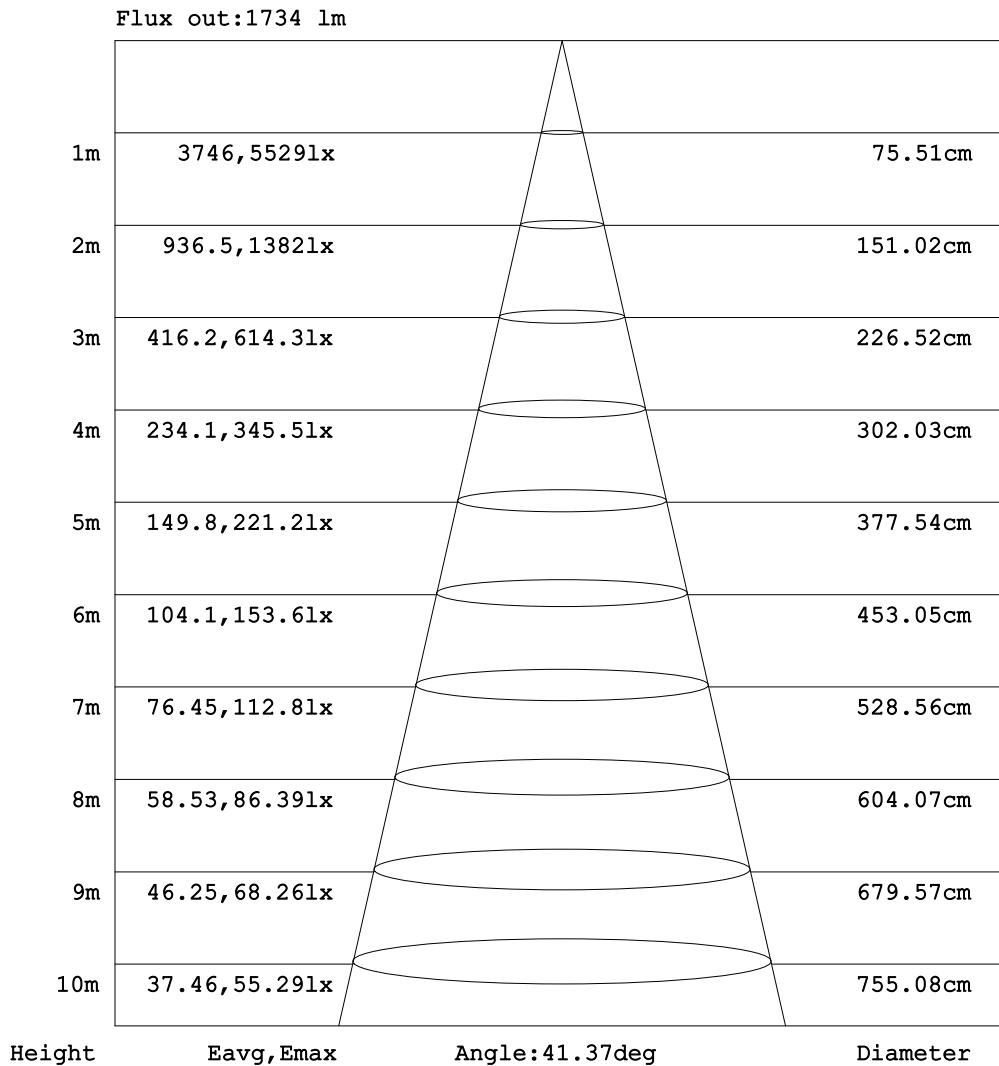 Flux out:1734 lm
1m 3746,5529lx 75.51cm
2m 936.5,1382lx 151.02cm
3m 416.2,614.3lx 226.52cm
4m 234.1,345.5lx 302.03cm
5m 149.8,221.2lx 377.54cm
6m 104.1,153.6lx 453.05cm
7m 76.45,112.8lx 528.56cm
8m 58.53,86.39lx 604.07cm
9m 46.25,68.26lx 679.57cm
10m 37.46,55.29lx 755.08cm
Height Eavg,Emax Angle:41.37deg Diameter